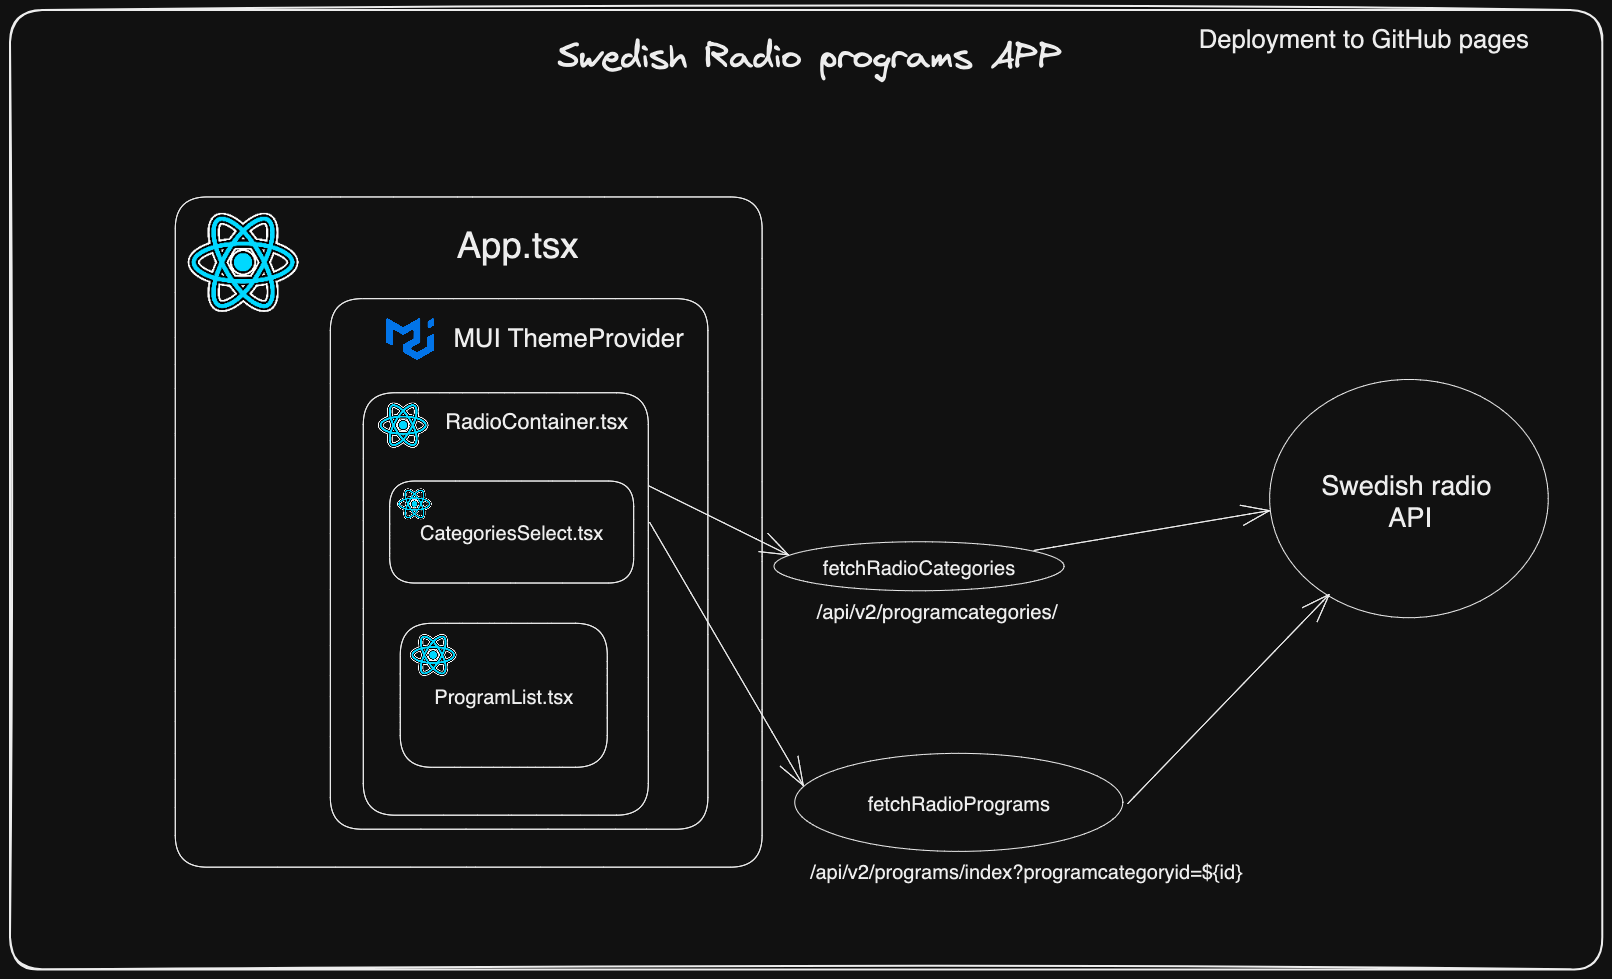 Swedish Radio programs APP
Deployment to GitHub pages
App.tsx
MUI ThemeProvider
RadioContainer.tsx
CategoriesSelect.tsx
ProgramList.tsx
fetchRadioCategories
/api/v2/programcategories/
fetchRadioPrograms
/api/v2/programs/index?programcategoryid=${id}
Swedish radio
API